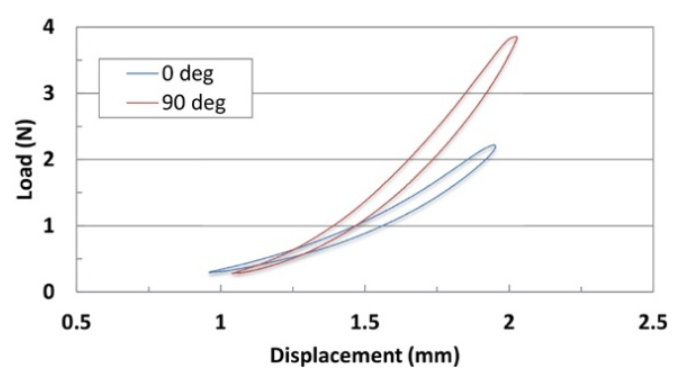 4
3
2
1
0
Load (N)
0 deg
90 deg
0.5 1 1.5 2 2.5
Displacement (mm)